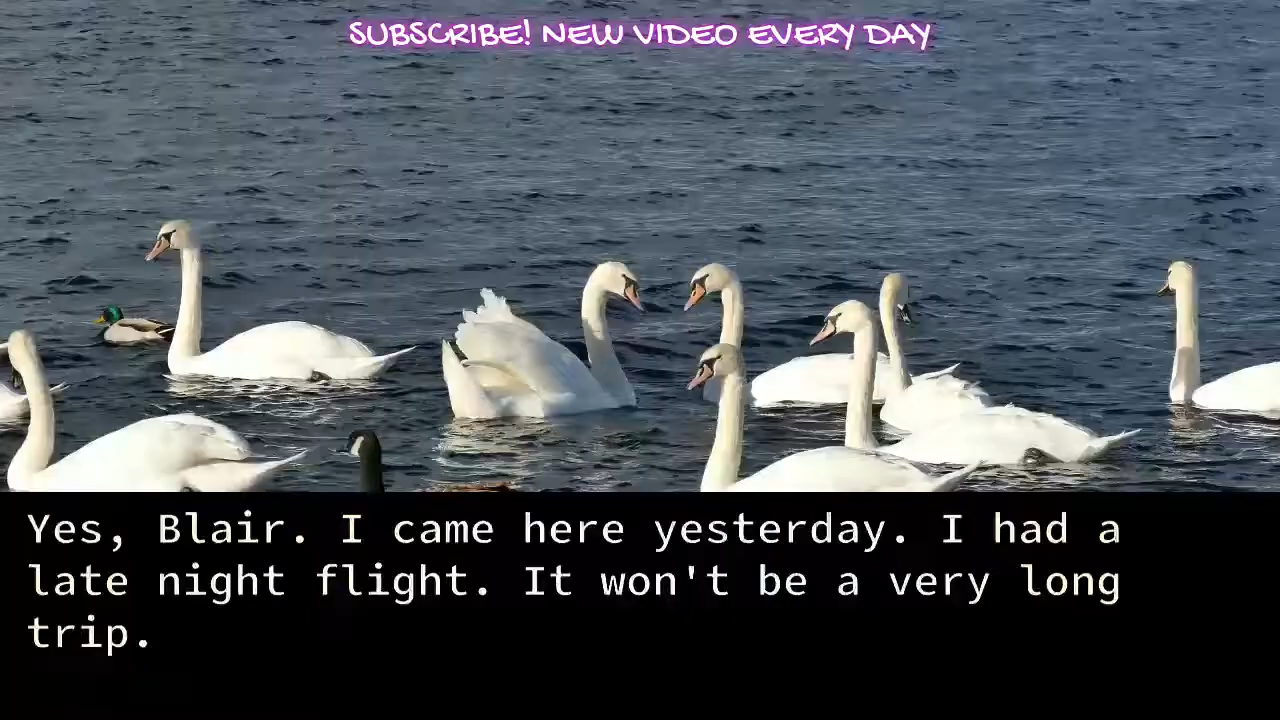 SUBSCRIBE! NEW VIDEO EVERY DAY
Yes, Blair. I came here yesterday. I had a
late night flight. It won't be a very long
trip.